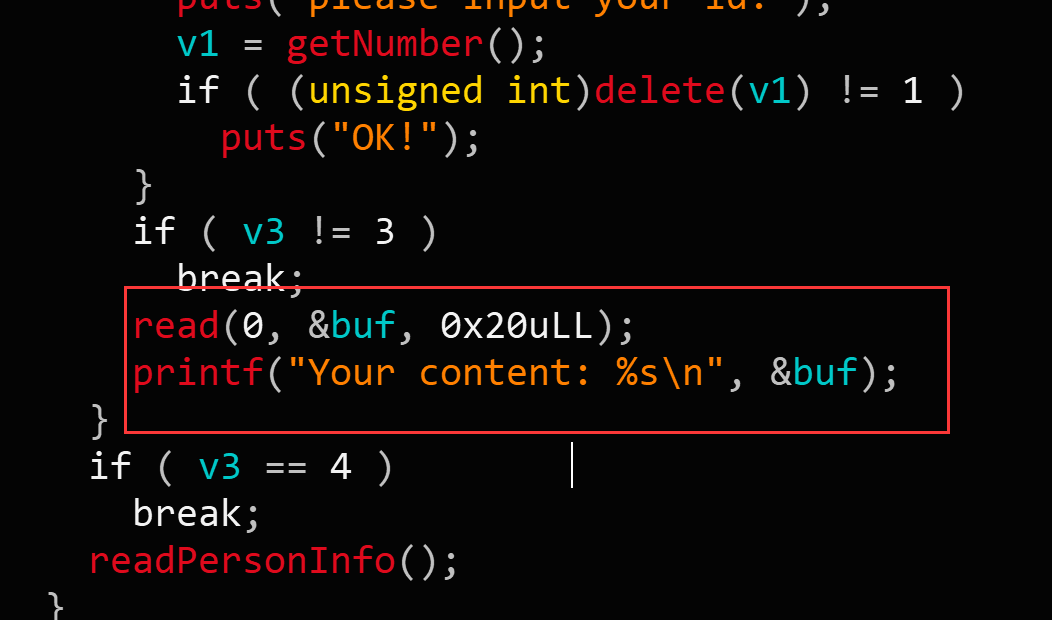 puts("please input your id:");
v1 = getNumber();
if ( (unsigned int)delete(v1) != 1 )
puts("OK!");
}
if ( v3 != 3 )
break;
read(0, &buf, 0x20uLL);
printf("Your content: %s\n", &buf);
}
if ( v3 == 4 )
break;
readPersonInfo();
}